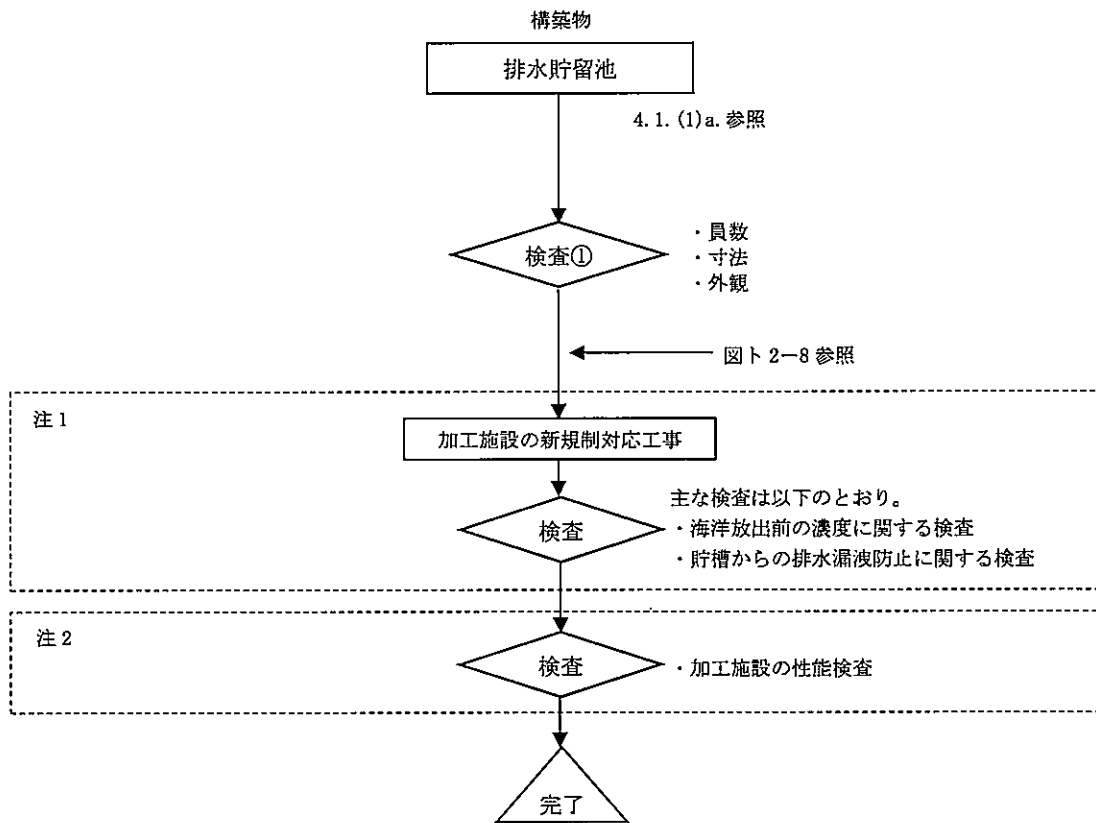 構築物
排水貯留池
4.1.(1)a.参照
検査①
・員数
・寸法
・外観
図ト2－8参照
注1
加工施設の新規制対応工事
検査
主な検査は以下のとおり。
・海洋放出前の濃度に関する検査
・貯槽からの排水漏洩防止に関する検査
注2
検査
・加工施設の性能検査
完了